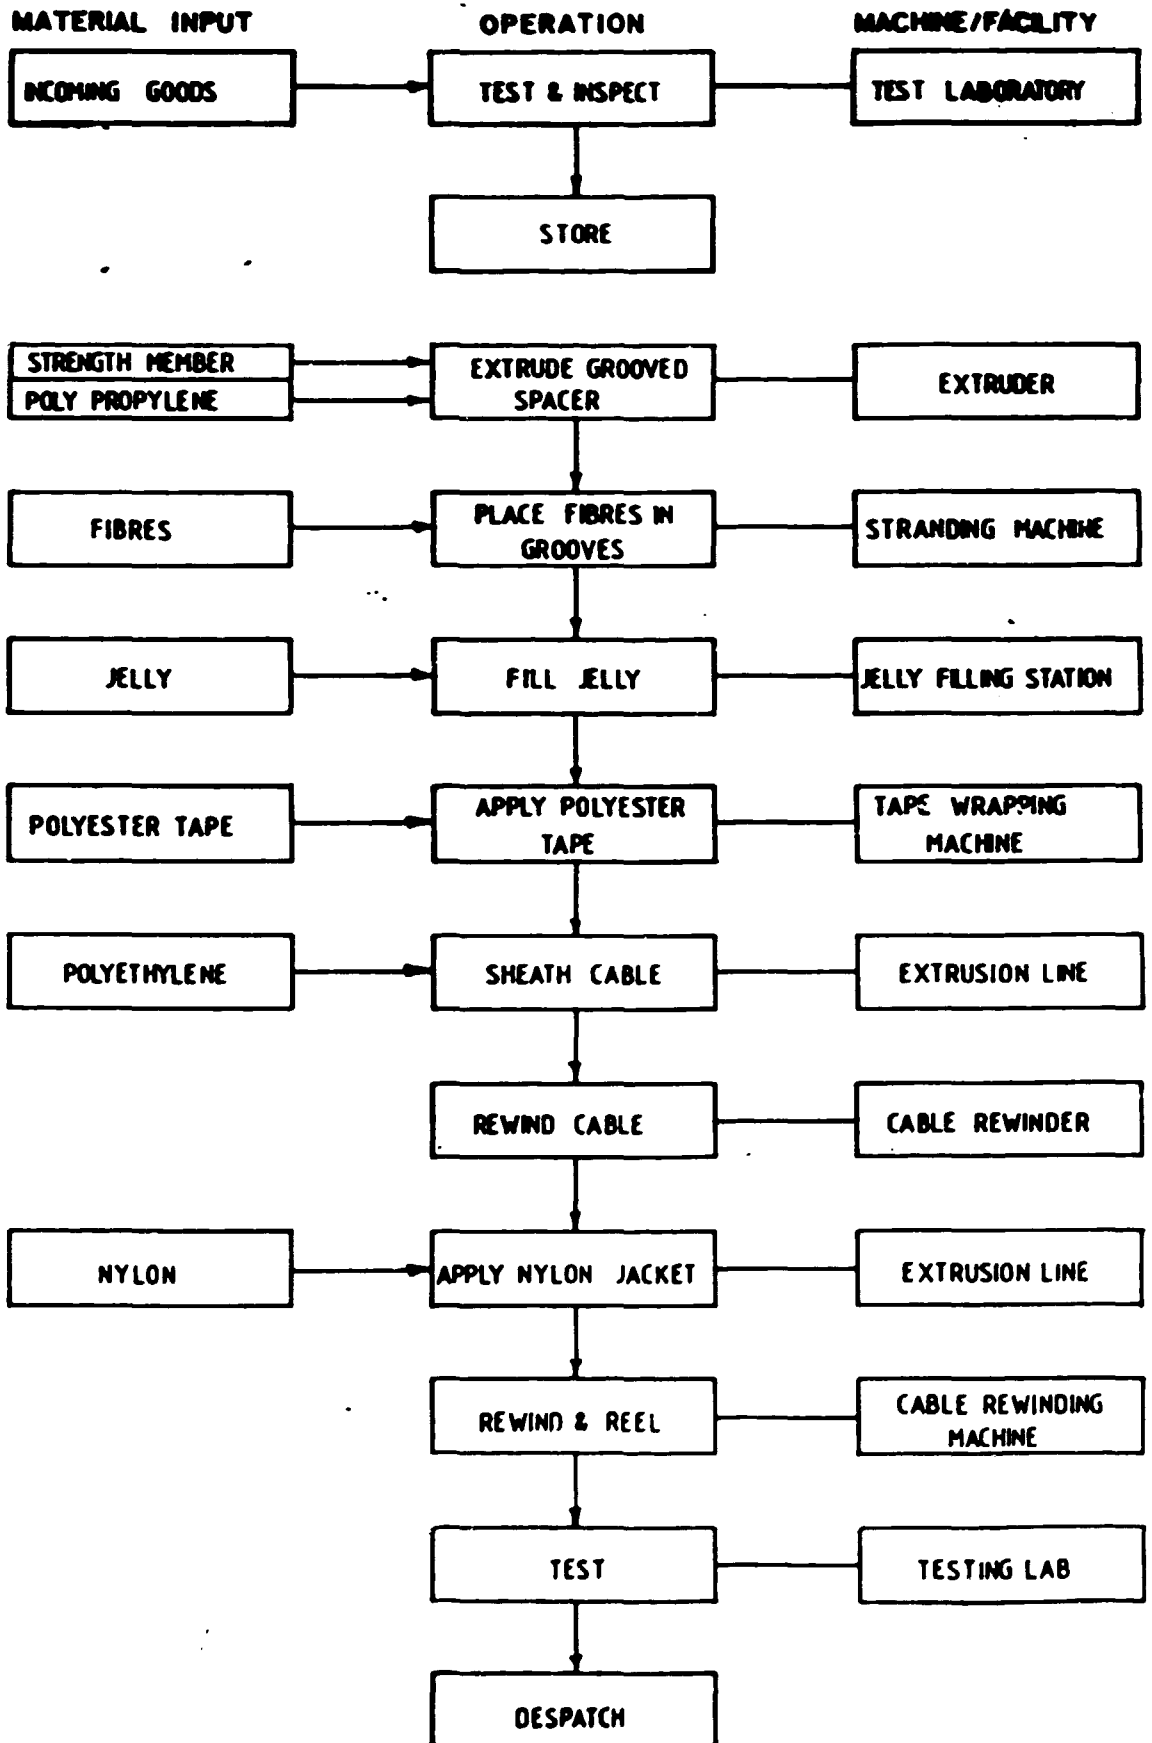 MATERIAL INPUT OPERATION MACHINE/FACILITY
INCOMING GOODS TEST & INSPECT TEST LABORATORY
STORE
STRENGTH MEMBER
POLY PROPYLENE
EXTRUDE GROOVED
SPACER
EXTRUDER
FIBRES
PLACE FIBRES IN
GROOVES
STRANDING MACHINE
JELLY FILL JELLY JELLY FILLING STATION
POLYESTER TAPE
APPLY POLYESTER
TAPE
TAPE WRAPPING
MACHINE
POLYETHYLENE SHEATH CABLE EXTRUSION LINE
REWIND CABLE CABLE REWINDER
NYLON APPLY NYLON JACKET EXTRUSION LINE
REWIND & REEL
CABLE REWINDING
MACHINE
TEST TESTING LAB
DESPATCH